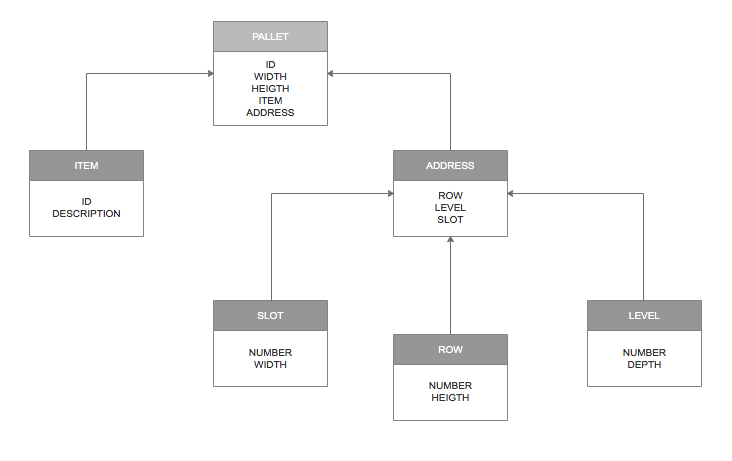 PALLET
ID
WIDTH
HEIGTH
ITEM
ADDRESS
ITEM
ID
DESCRIPTION
ADDRESS
ROW
LEVEL
SLOT
SLOT
NUMBER
WIDTH
ROW
NUMBER
HEIGTH
LEVEL
NUMBER
DEPTH